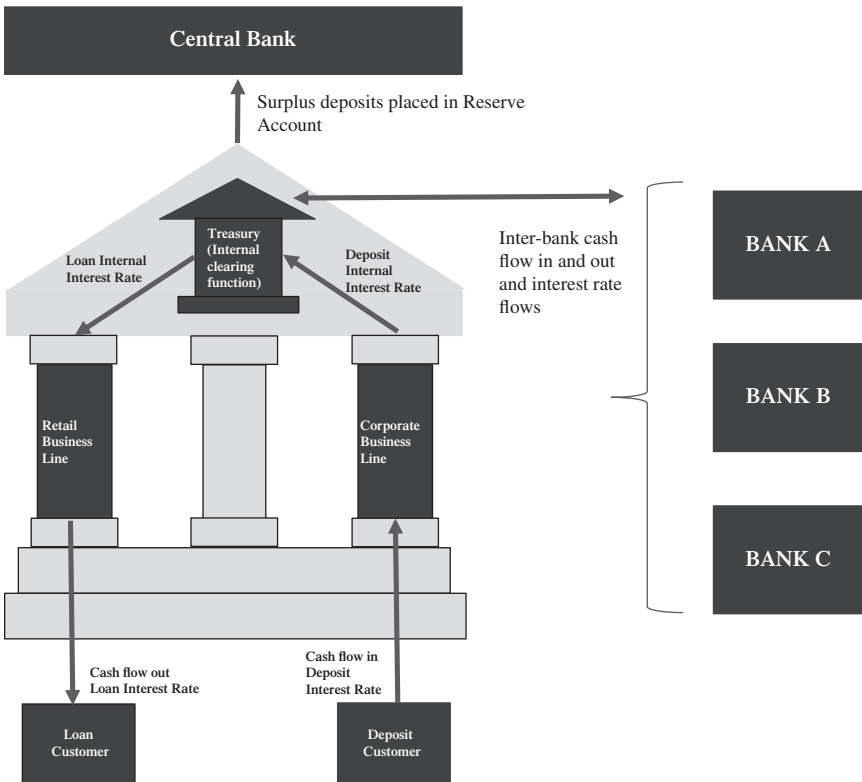 Central Bank
Surplus deposits placed in Reserve
Account
Treasury
(Internal
clearing
function)
Loan Internal
Interest Rate
Deposit
Internal
Interest Rate
Inter-bank cash
flow in and out
and interest rate
flows
BANK A
BANK B
BANK C
Retail
Business
Line
Corporate
Business
Line
Cash flow out
Loan Interest Rate
Cash flow in
Deposit
Interest Rate
Loan
Customer
Deposit
Customer